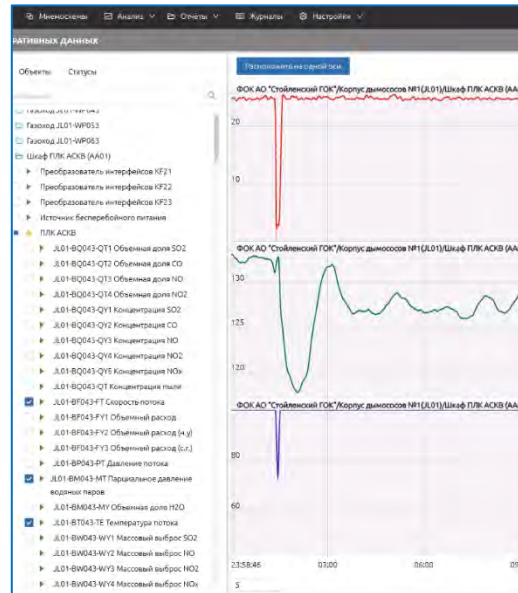 Мнемосхемы Анализ Отчеты Журналы Настройки
РАТИВНЫХ ДАННЫХ
Объекты Статусы
Расположить на одной оси
Газоход JL01-WP043
Газоход JL01-WP053
Газоход JL01-WP063
Шкаф ПЛК АСКВ (AA01)
Преобразователь интерфейсов KF21
Преобразователь интерфейсов KF22
Преобразователь интерфейсов KF23
Источник бесперебойного питания
ПЛК АСКВ
JL01-BQ043-QT1 Объемная доля SO2
JL01-BQ043-QT2 Объемная доля CO
JL01-BQ043-QT3 Объемная доля NO
JL01-BQ043-QT4 Объемная доля NO2
JL01-BQ043-QY1 Концентрация SO2
JL01-BQ043-QY2 Концентрация CO
JL01-BQ043-QY3 Концентрация NO
JL01-BQ043-QY4 Концентрация NO2
JL01-BQ043-QY5 Концентрация NOx
JL01-BQ043-QT Концентрация пыли
JL01-BF043-FT Скорость потока
JL01-BF043-FY1 Объемный расход
JL01-BF043-FY2 Объемный расход (н.у)
JL01-BF043-FY3 Объемный расход (с.г.)
JL01-BP043-PT Давление потока
JL01-BM043-MT Парциальное давление
водяных паров
JL01-BM043-MY Объемная доля H2O
JL01-BT043-TE Температура потока
JL01-BW043-WY1 Массовый выброс SO2
JL01-BW043-WY2 Массовый выброс NO
JL01-BW043-WY3 Массовый выброс NO2
JL01-BW043-WY4 Массовый выброс NOx
ФОК АО "Стойленский ГОК"/Корпус дымососов №1(JL01)/Шкаф ПЛК АСКВ (АА
20
10
ФОК АО "Стойленский ГОК"/Корпус дымососов №1(JL01)/Шкаф ПЛК АСКВ (АА
130
125
120
ФОК АО "Стойленский ГОК"/Корпус дымососов №1(JL01)/Шкаф ПЛК АСКВ (АА
80
60
23:58:46 03:00 06:00 09
5